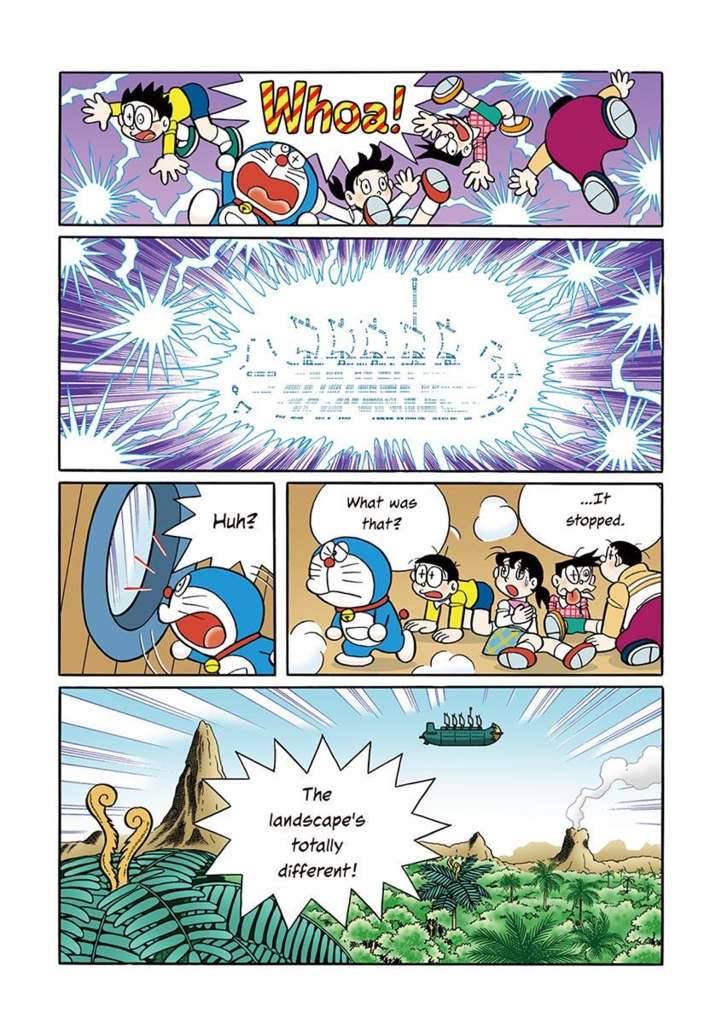 Whoa!
What was
that?
...It
stopped.
Huh?
The
landscape's
totally
different!